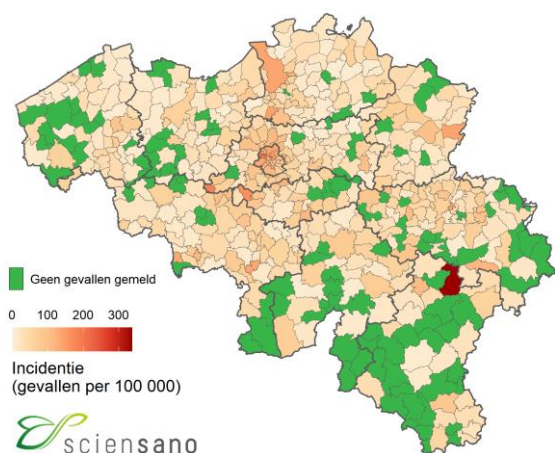 Geen gevallen gemeld
0 100 200 300
Incidentie
(gevallen per 100 000)
sciensano